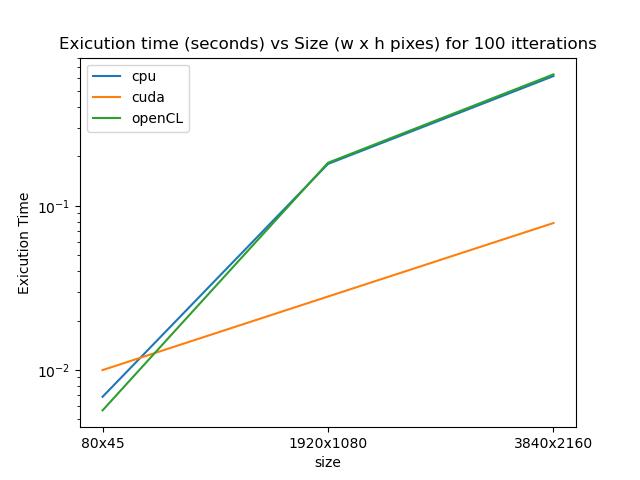 Exicution time (seconds) vs Size (w x h pixes) for 100 itterations
cpu
cuda
openCL
Exicution Time
10⁻¹
10⁻²
80x45
1920x1080
3840x2160
size